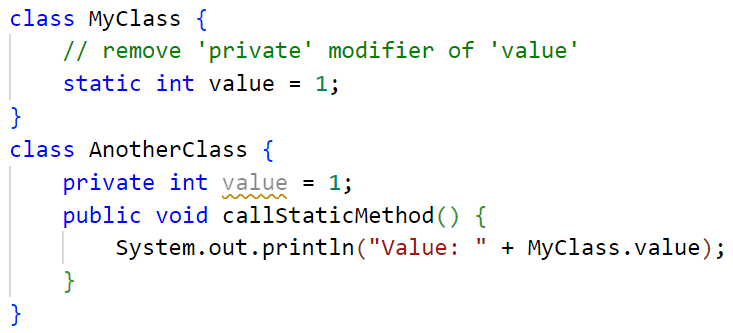 class MyClass {
    // remove 'private' modifier of 'value'
    static int value = 1;
}
class AnotherClass {
    private int value = 1;
    public void callStaticMethod() {
        System.out.println("Value: " + MyClass.value);
    }
}